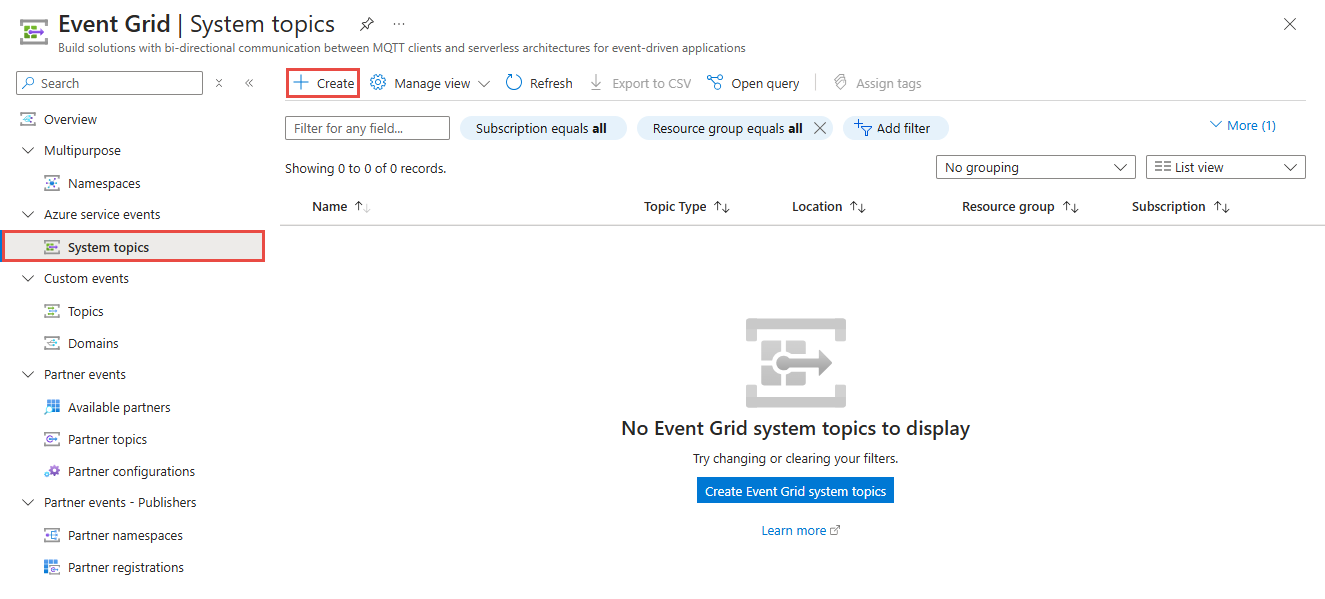 Event Grid | System topics
Build solutions with bi-directional communication between MQTT clients and serverless architectures for event-driven applications
Search
Overview
Multipurpose
Namespaces
Azure service events
System topics
Custom events
Topics
Domains
Partner events
Available partners
Partner topics
Partner configurations
Partner events - Publishers
Partner namespaces
Partner registrations
Create Manage view Refresh Export to CSV Open query Assign tags
Filter for any field... Subscription equals all Resource group equals all Add filter More (1)
Showing 0 to 0 of 0 records. No grouping List view
Name Topic Type Location Resource group Subscription
No Event Grid system topics to display
Try changing or clearing your filters.
Create Event Grid system topics
Learn more